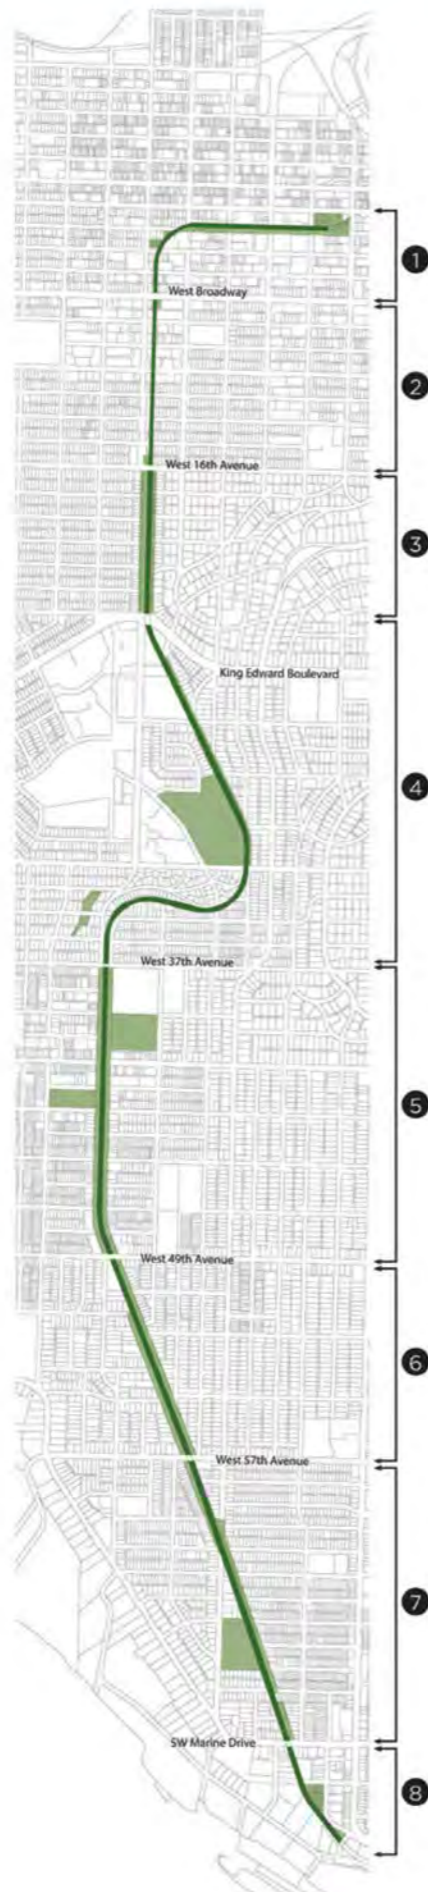 1
West Broadway
2
West 16th Avenue
3
King Edward Boulevard
4
West 37th Avenue
5
West 49th Avenue
6
West 57th Avenue
7
SW Marine Drive
8